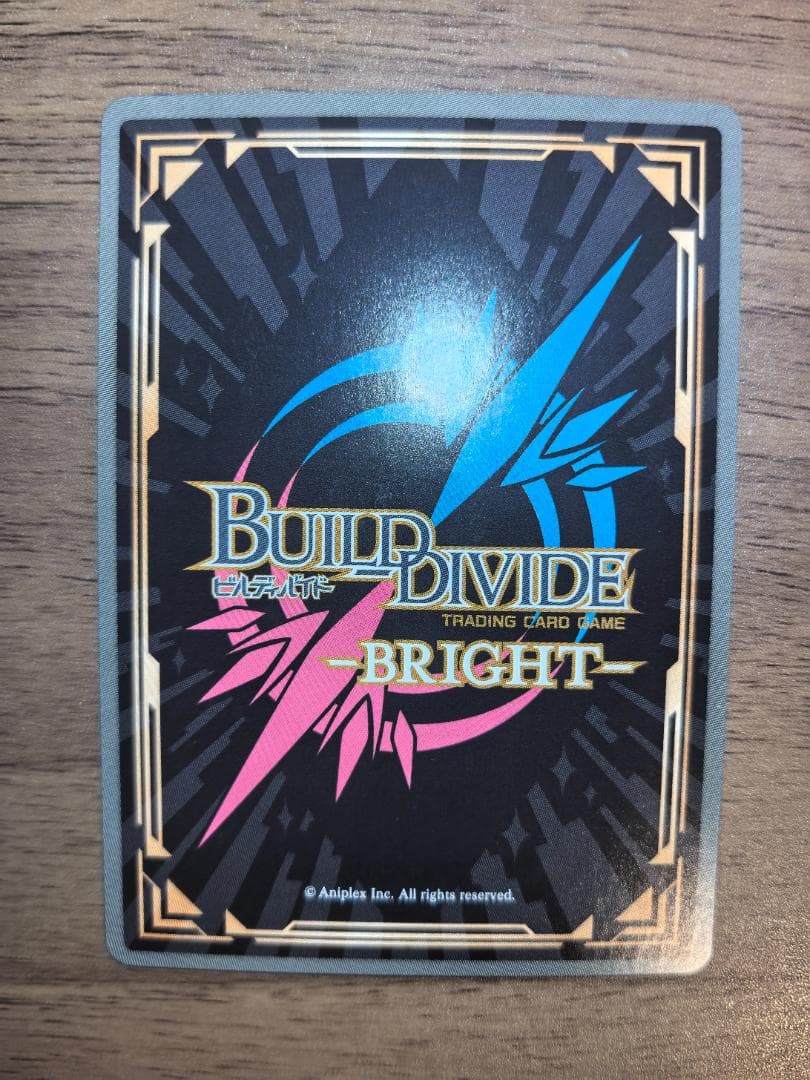 BUILD DIVIDE
ビルディバイド
TRADING CARD GAME
-BRIGHT-
© Aniplex Inc. All rights reserved.